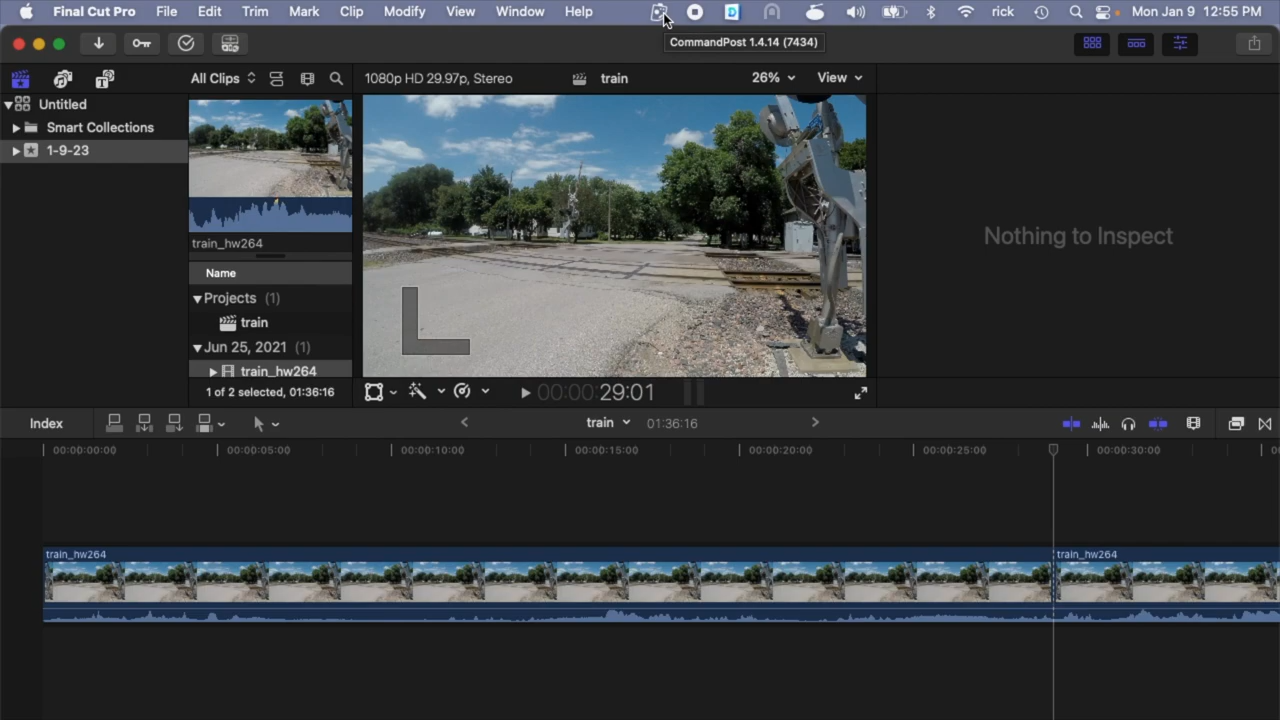 Final Cut Pro File Edit Trim Mark Clip Modify View Window Help rick Mon Jan 9 12:55 PM
CommandPost 1.4.14 (7434)
All Clips 1080p HD 29.97p, Stereo train 26% View
Untitled
Smart Collections
1-9-23
train_hw264
Name
Projects (1)
train
Jun 25, 2021 (1)
train_hw264
1 of 2 selected, 01:36:16
00:00:29:01
Nothing to Inspect
Index train 01:36:16
00:00:00:00 00:00:05:00 00:00:10:00 00:00:15:00 00:00:20:00 00:00:25:00 00:00:30:00
train_hw264 train_hw264